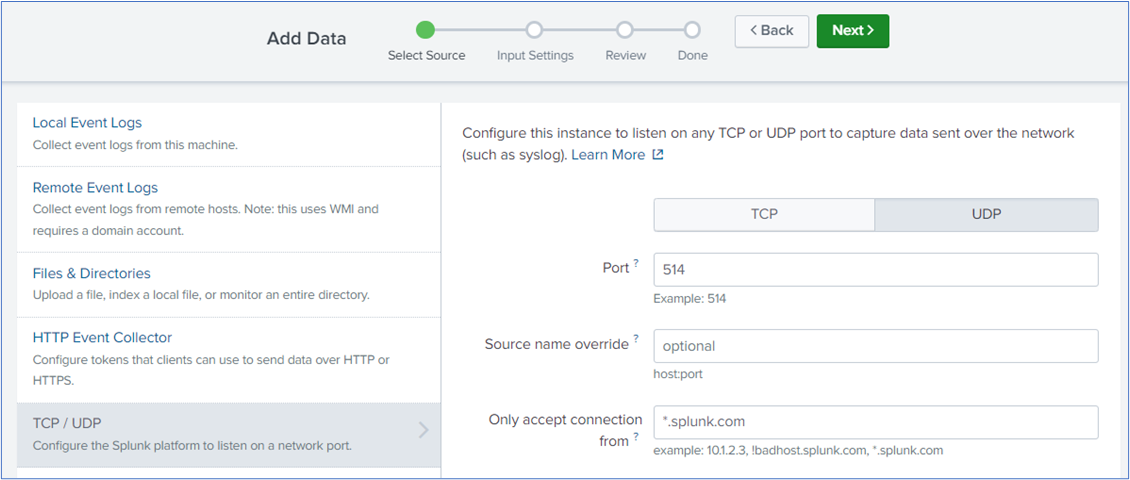 Add Data
Select Source
Input Settings
Review
Done
< Back
Next >
Local Event Logs
Collect event logs from this machine.
Remote Event Logs
Collect event logs from remote hosts. Note: this uses WMI and
requires a domain account.
Files & Directories
Upload a file, index a local file, or monitor an entire directory.
HTTP Event Collector
Configure tokens that clients can use to send data over HTTP or
HTTPS.
TCP / UDP
Configure the Splunk platform to listen on a network port.
Configure this instance to listen on any TCP or UDP port to capture data sent over the network
(such as syslog). Learn More
TCP
UDP
Port ?
514
Example: 514
Source name override ?
optional
host:port
Only accept connection
from ?
*.splunk.com
example: 10.1.2.3, !badhost.splunk.com, *.splunk.com